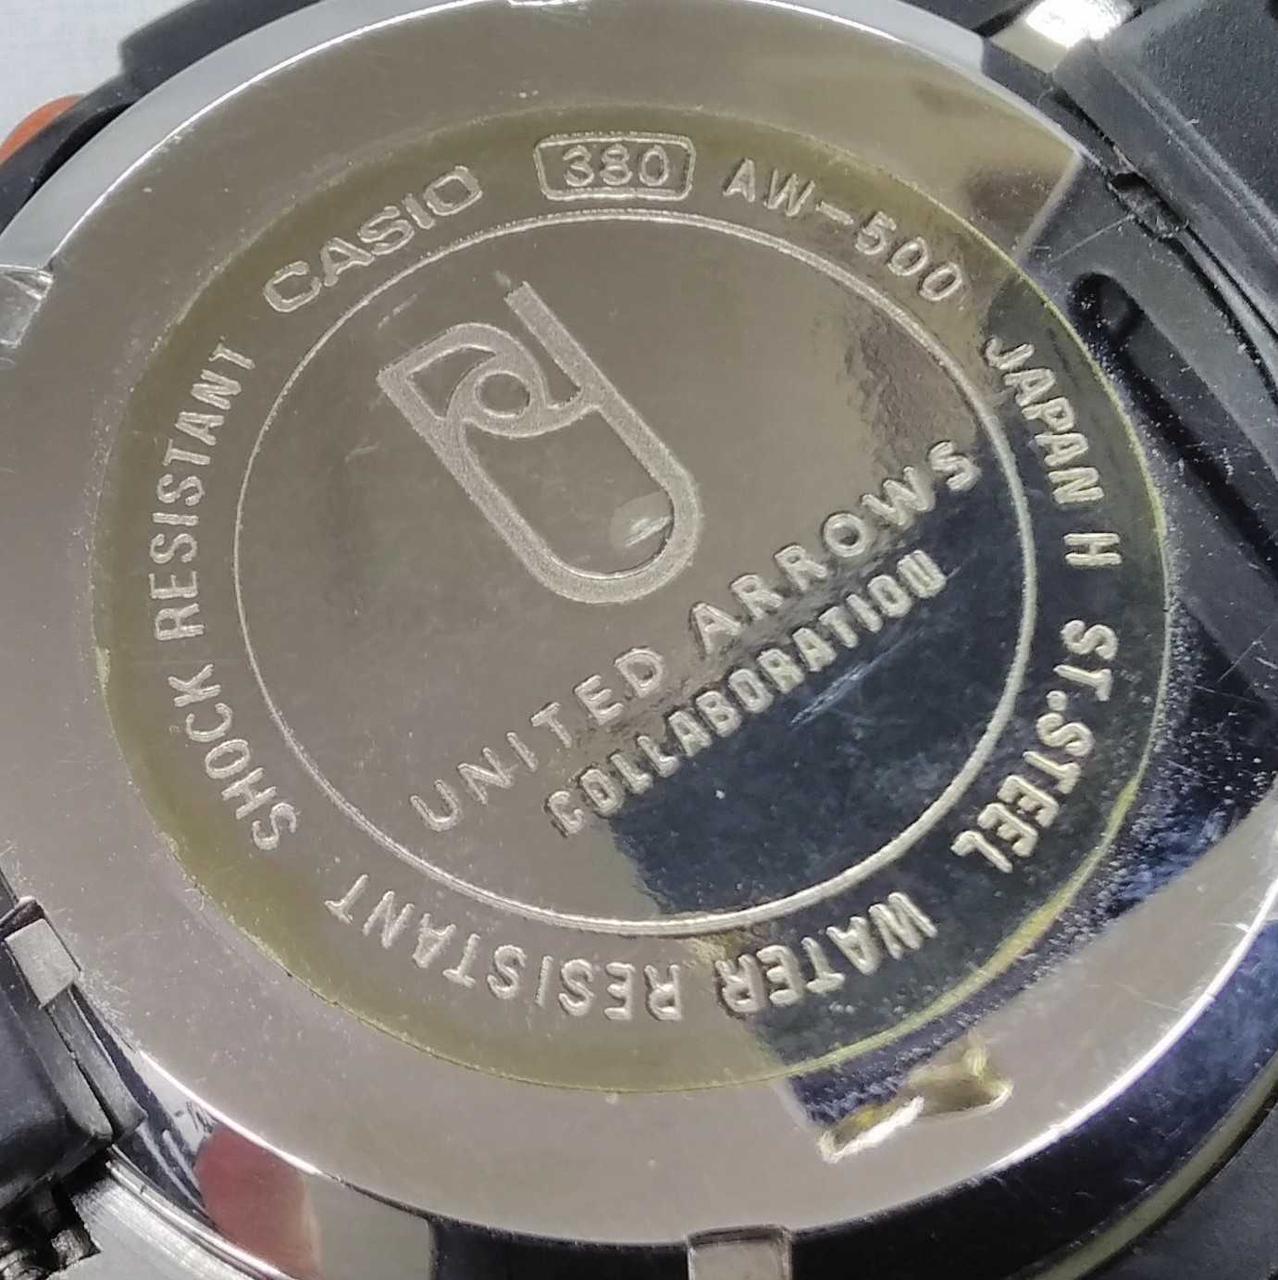 CASIO 380 AW-500 JAPAN H ST.STEEL WATER RESISTANT SHOCK RESISTANT
UNITED ARROWS
COLLABORATION